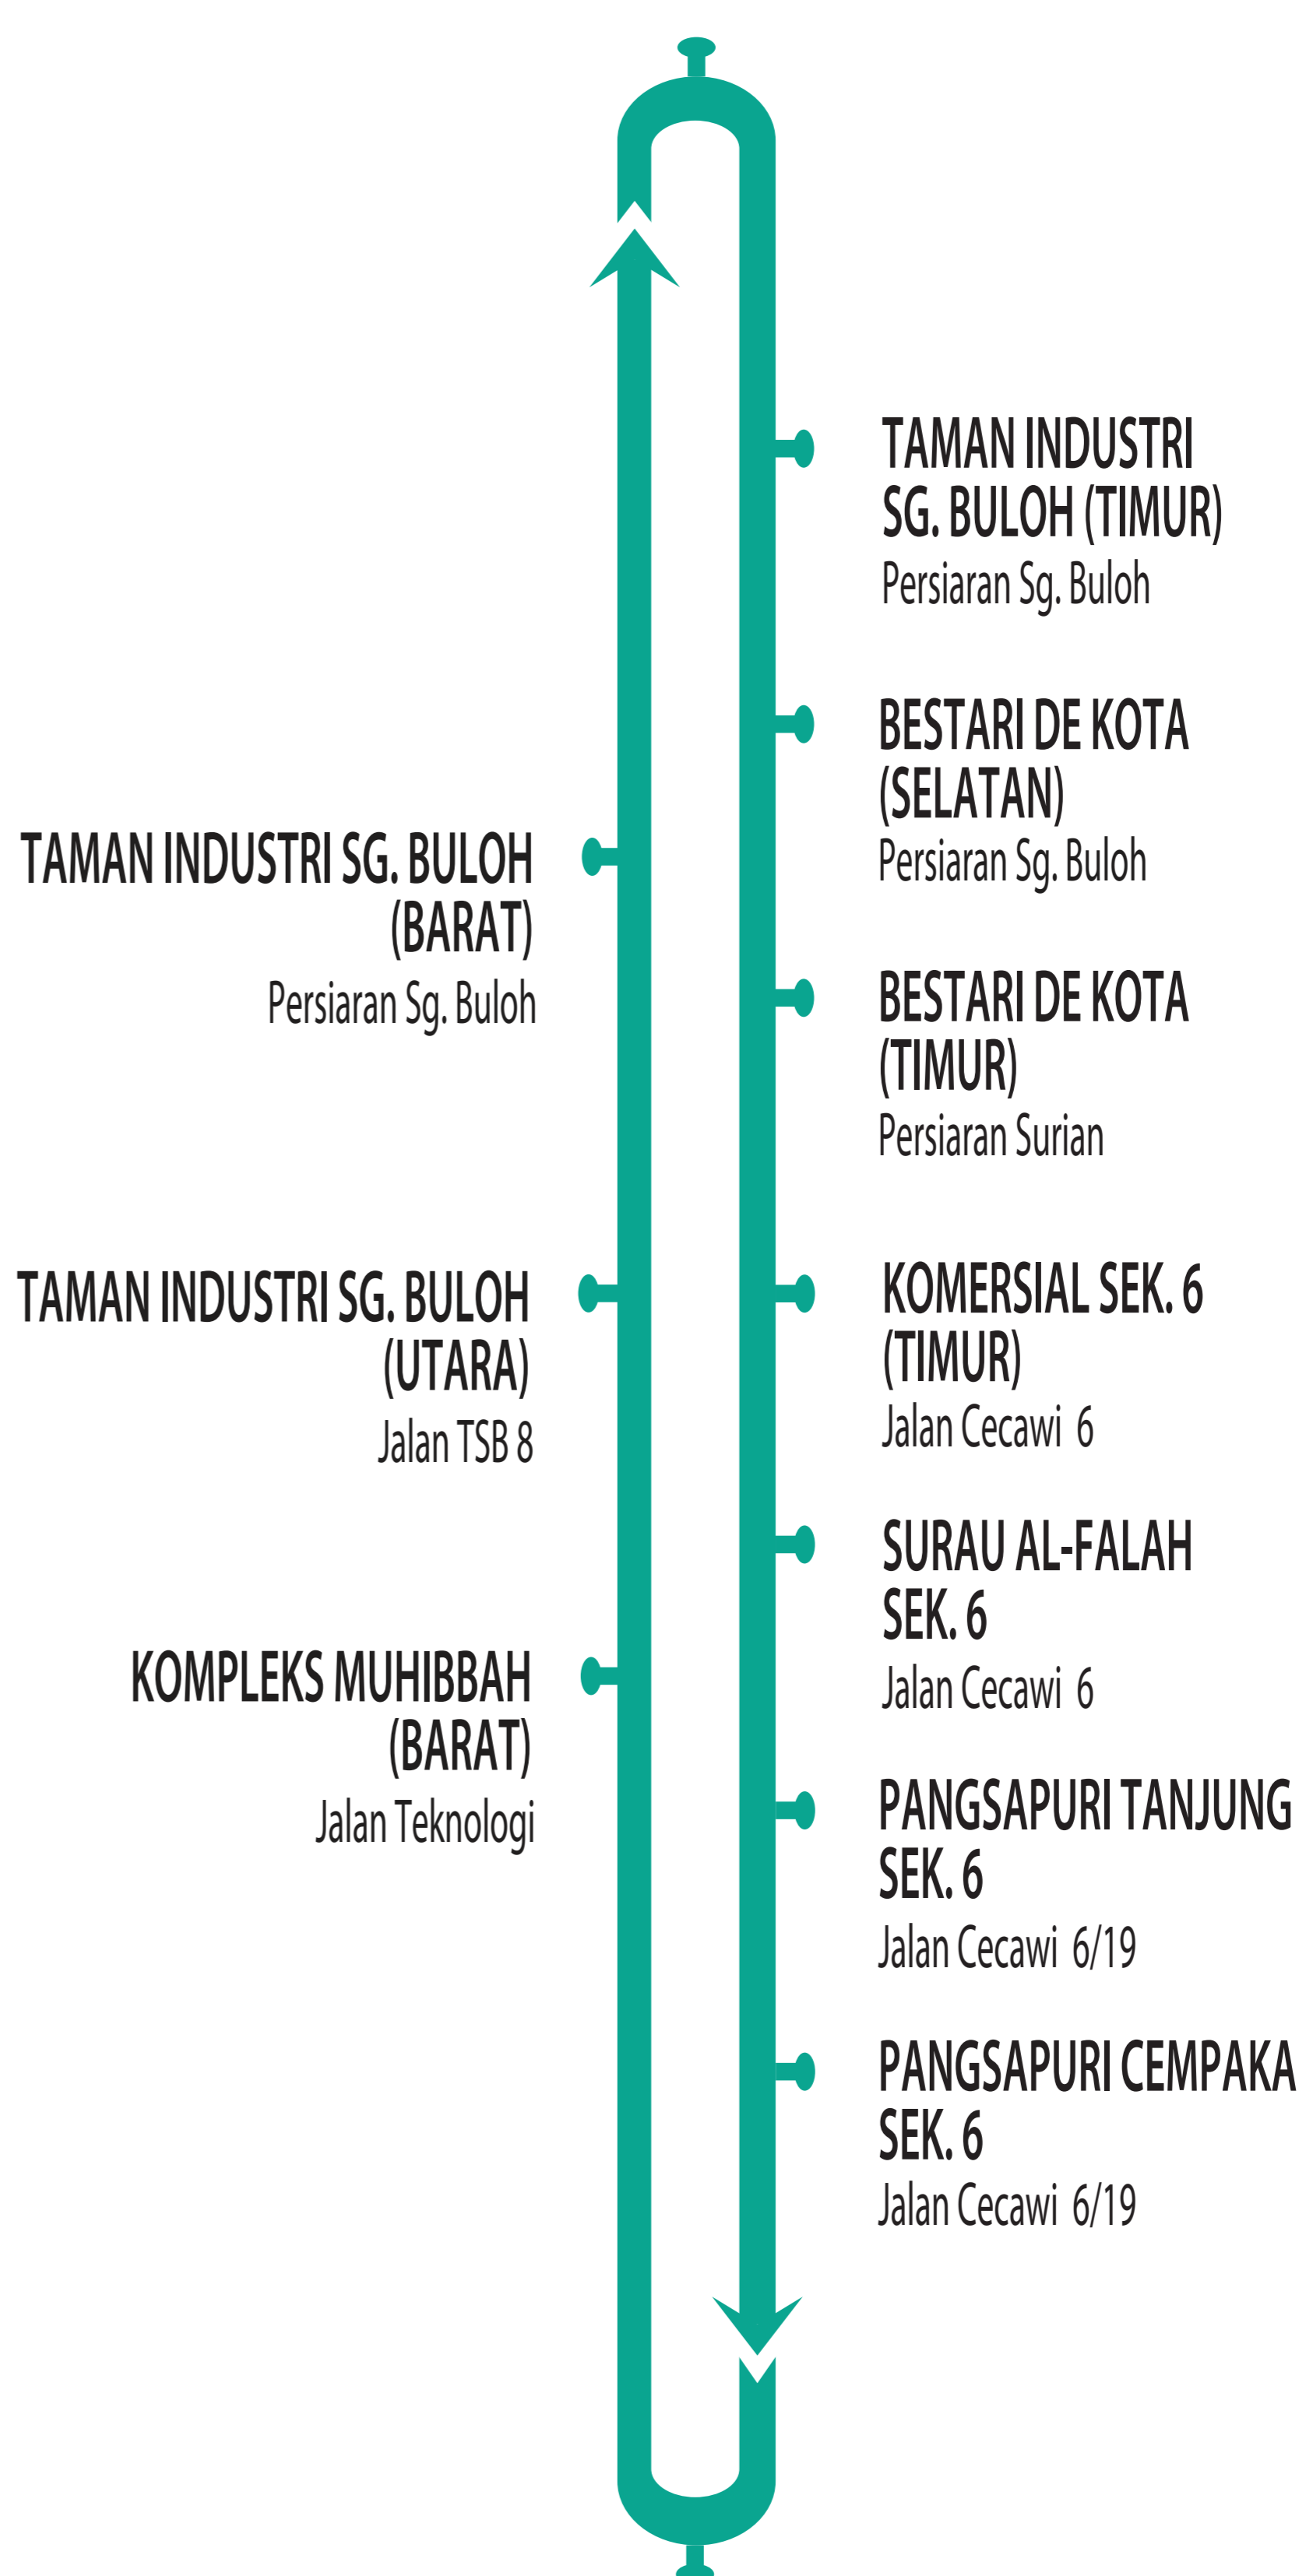 TAMAN INDUSTRI
SG. BULOH (TIMUR)
Persiaran Sg. Buloh
BESTARI DE KOTA
(SELATAN)
Persiaran Sg. Buloh
TAMAN INDUSTRI SG. BULOH
(BARAT)
Persiaran Sg. Buloh
BESTARI DE KOTA
(TIMUR)
Persiaran Surian
TAMAN INDUSTRI SG. BULOH
(UTARA)
Jalan TSB 8
KOMERSIAL SEK. 6
(TIMUR)
Jalan Cecawi 6
SURAU AL-FALAH
SEK. 6
Jalan Cecawi 6
KOMPLEKS MUHIBBAH
(BARAT)
Jalan Teknologi
PANGSAPURI TANJUNG
SEK. 6
Jalan Cecawi 6/19
PANGSAPURI CEMPAKA
SEK. 6
Jalan Cecawi 6/19